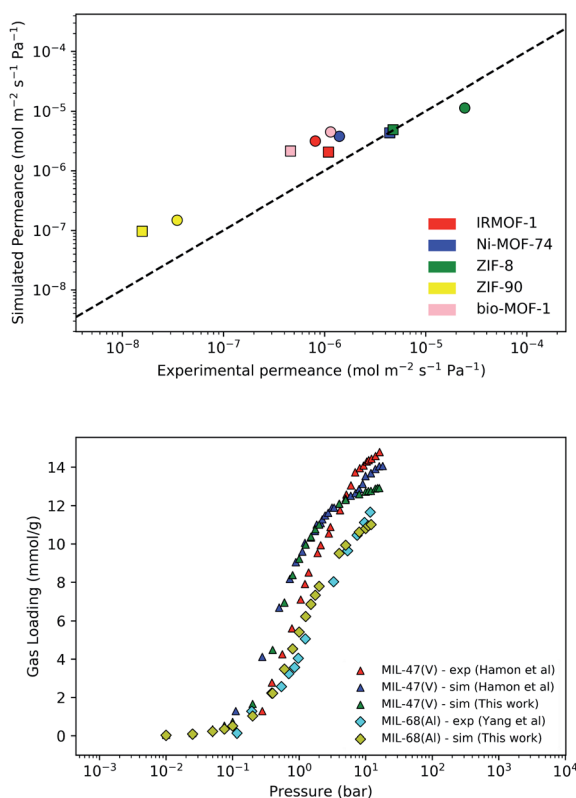 Simulated Permeance (mol m⁻² s⁻¹ Pa⁻¹)
10⁻⁴
10⁻⁵
10⁻⁶
10⁻⁷
10⁻⁸
IRMOF-1
Ni-MOF-74
ZIF-8
ZIF-90
bio-MOF-1
10⁻⁸ 10⁻⁷ 10⁻⁶ 10⁻⁵ 10⁻⁴
Experimental permeance (mol m⁻² s⁻¹ Pa⁻¹)
Gas Loading (mmol/g)
14
12
10
8
6
4
2
0
MIL-47(V) - exp (Hamon et al)
MIL-47(V) - sim (Hamon et al)
MIL-47(V) - sim (This work)
MIL-68(Al) - exp (Yang et al)
MIL-68(Al) - sim (This work)
10⁻³ 10⁻² 10⁻¹ 10⁰ 10¹ 10² 10³ 10⁴
Pressure (bar)